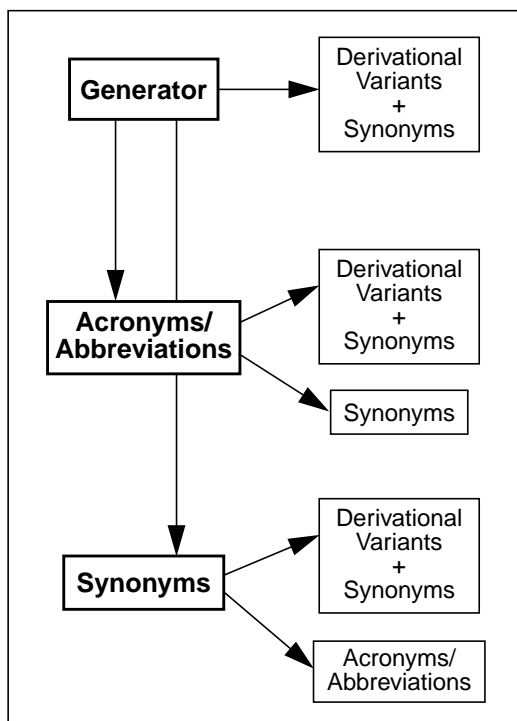 Generator
Derivational
Variants
+
Synonyms
Acronyms/
Abbreviations
Derivational
Variants
+
Synonyms
Synonyms
Synonyms
Derivational
Variants
+
Synonyms
Acronyms/
Abbreviations